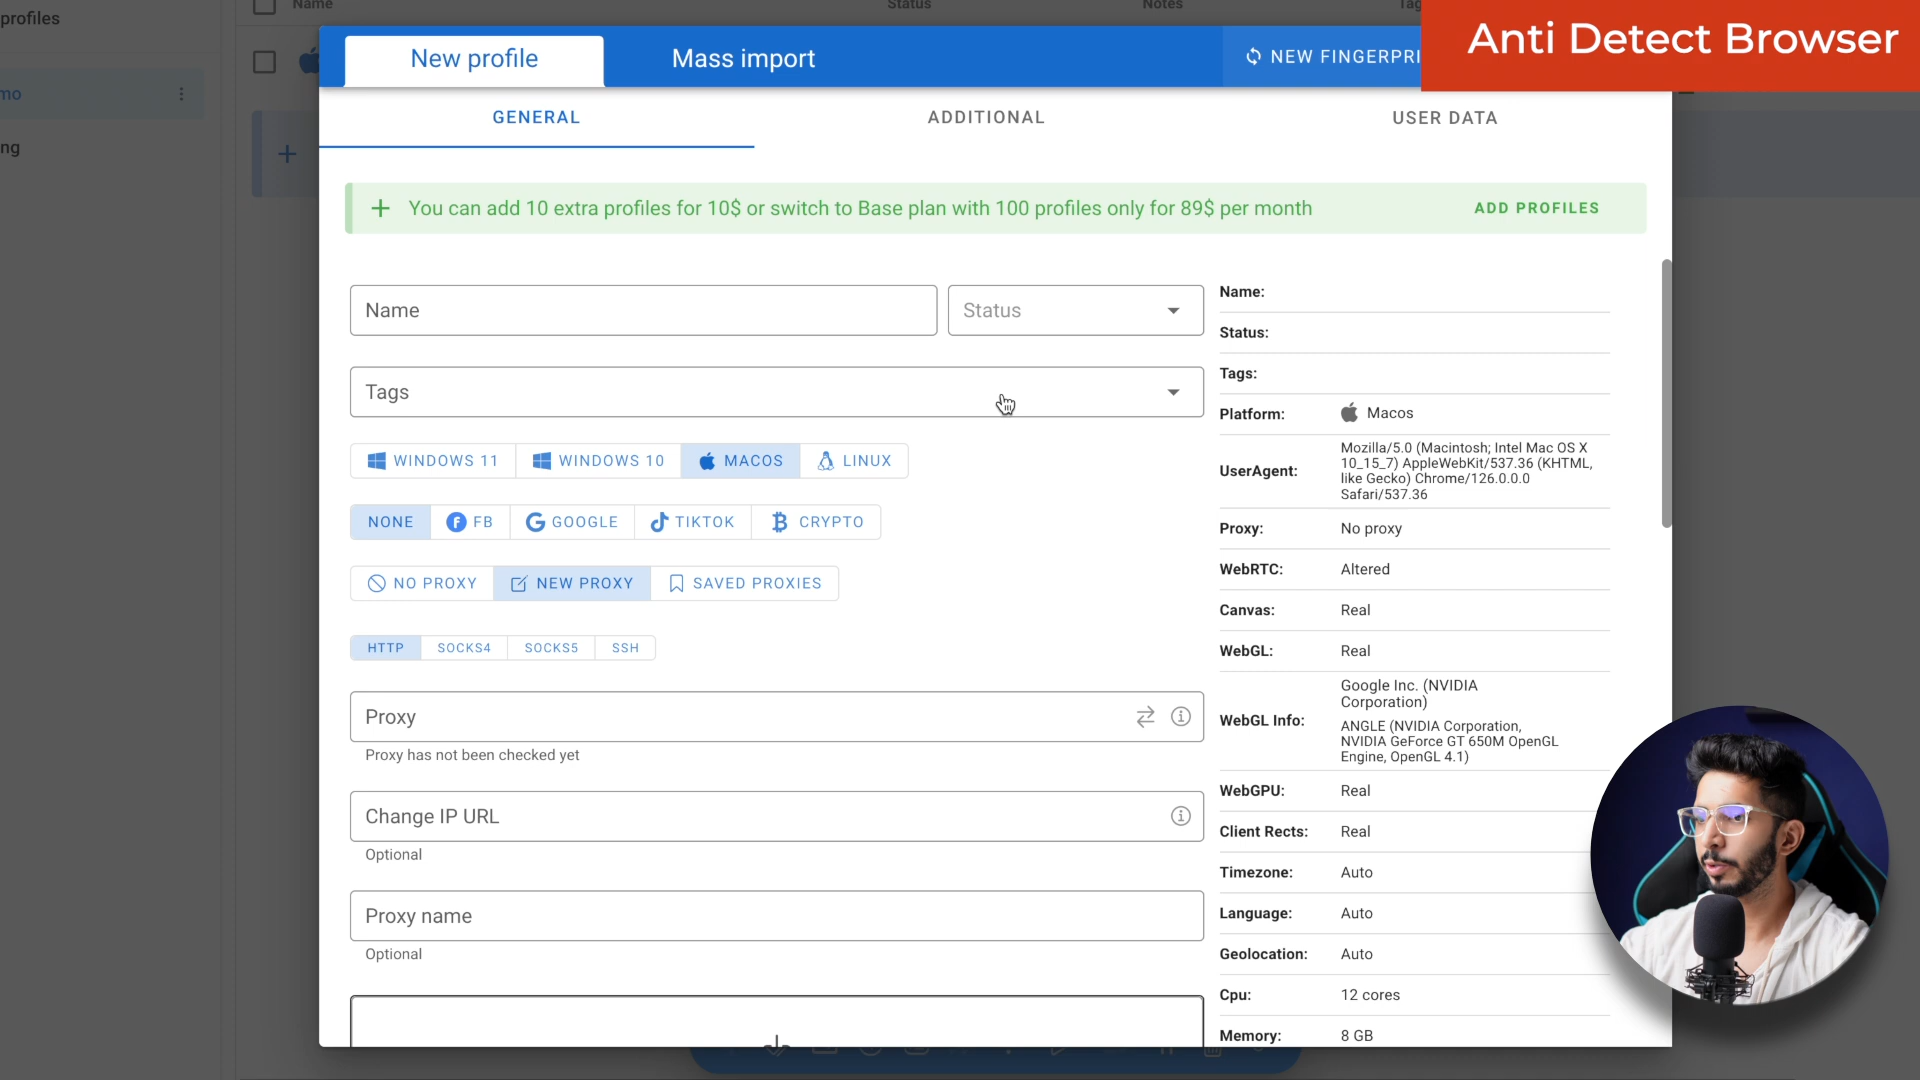 profiles
Name
Status
Notes
Tag
Anti Detect Browser
New profile
Mass import
NEW FINGERPRI
mo
ng
GENERAL
ADDITIONAL
USER DATA
You can add 10 extra profiles for 10$ or switch to Base plan with 100 profiles only for 89$ per month
ADD PROFILES
Name
Status
Tags
WINDOWS 11
WINDOWS 10
MACOS
LINUX
NONE
FB
GOOGLE
TIKTOK
CRYPTO
NO PROXY
NEW PROXY
SAVED PROXIES
HTTP
SOCKS4
SOCKS5
SSH
Proxy
Proxy has not been checked yet
Change IP URL
Optional
Proxy name
Optional
Name:
Status:
Tags:
Platform: Macos
UserAgent: Mozilla/5.0 (Macintosh; Intel Mac OS X
10_15_7) AppleWebKit/537.36 (KHTML,
like Gecko) Chrome/126.0.0.0
Safari/537.36
Proxy: No proxy
WebRTC: Altered
Canvas: Real
WebGL: Real
WebGL Info: Google Inc. (NVIDIA
Corporation)
ANGLE (NVIDIA Corporation,
NVIDIA GeForce GT 650M OpenGL
Engine, OpenGL 4.1)
WebGPU: Real
Client Rects: Real
Timezone: Auto
Language: Auto
Geolocation: Auto
Cpu: 12 cores
Memory: 8 GB